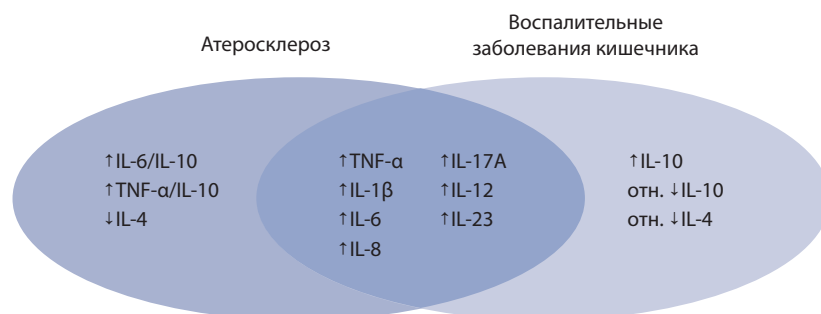 Атеросклероз
Воспалительные
заболевания кишечника
↑IL-6/IL-10
↑TNF-α/IL-10
↓IL-4
↑TNF-α
↑IL-1β
↑IL-6
↑IL-8
↑IL-17A
↑IL-12
↑IL-23
↑IL-10
отн. ↓IL-10
отн. ↓IL-4